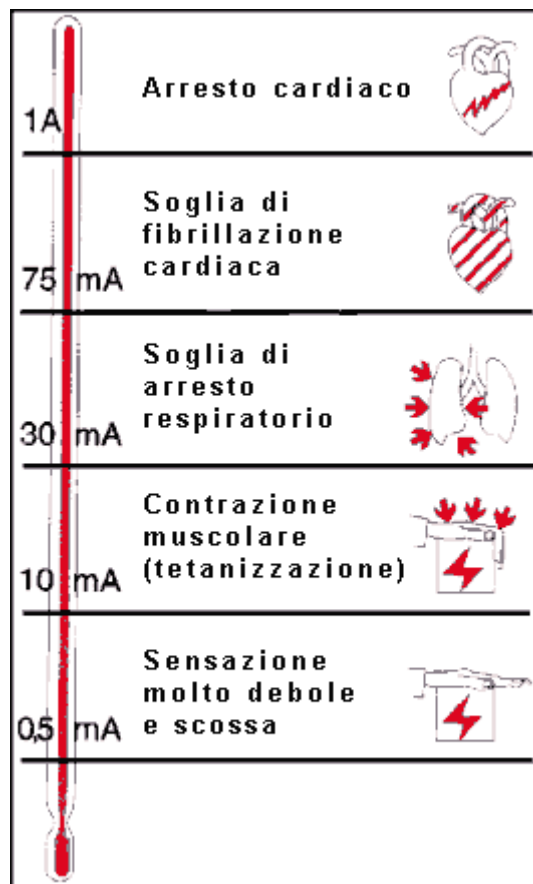 Arresto cardiaco
1A
Soglia di
fibrillazione
cardiaca
75 mA
Soglia di
arresto
respiratorio
30 mA
Contrazione
muscolare
(tetanizzazione)
10 mA
Sensazione
molto debole
e scossa
0,5 mA